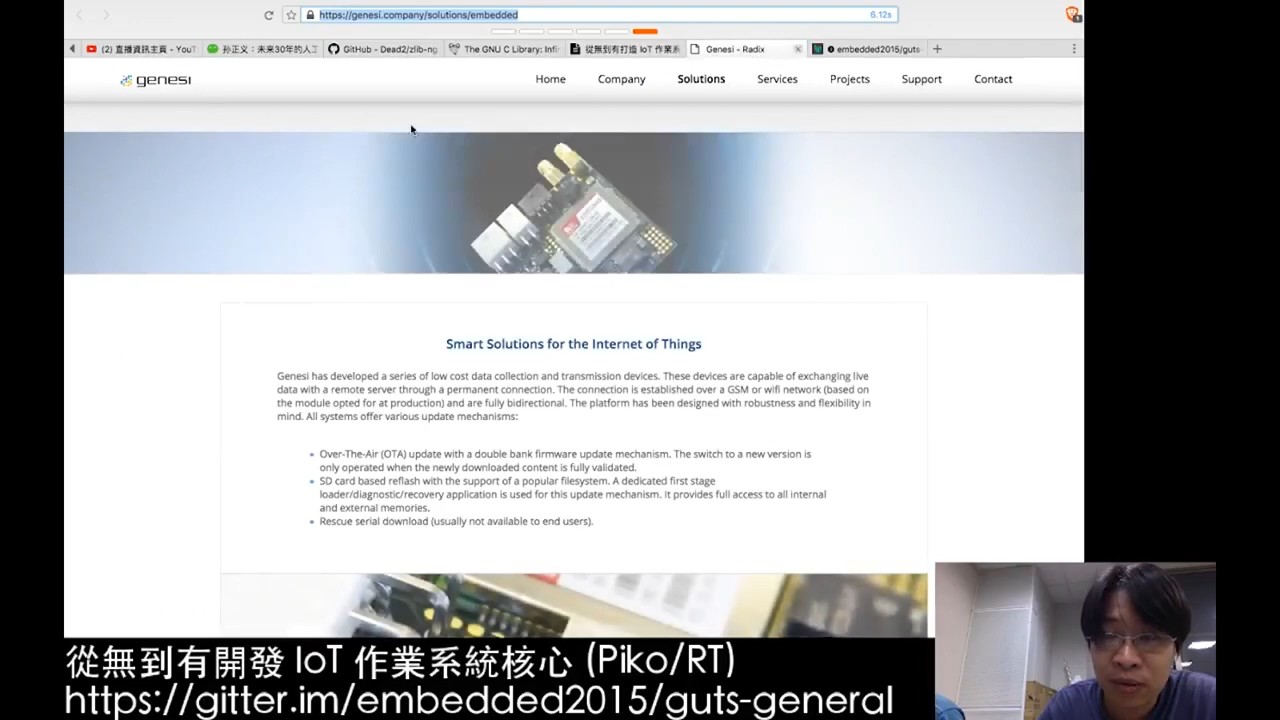 https://genesi.company/solutions/embedded
6.12s
(2) 直播資訊主頁 - YouT
孙正义：未来30年的人工
GitHub - Dead2/zlib-ng
The GNU C Library: Infi
從無到有打造 IoT 作業系
Genesi - Radix
embedded2015/guts-
genesi
Home
Company
Solutions
Services
Projects
Support
Contact
Smart Solutions for the Internet of Things
Genesi has developed a series of low cost data collection and transmission devices. These devices are capable of exchanging live
data with a remote server through a permanent connection. The connection is established over a GSM or wifi network (based on
the module opted for at production) and are fully bidirectional. The platform has been designed with robustness and flexibility in
mind. All systems offer various update mechanisms:
Over-The-Air (OTA) update with a double bank firmware update mechanism. The switch to a new version is
only operated when the newly downloaded content is fully validated.
SD card based reflash with the support of a popular filesystem. A dedicated first stage
loader/diagnostic/recovery application is used for this update mechanism. It provides full access to all internal
and external memories.
Rescue serial download (usually not available to end users).
從無到有開發 IoT 作業系統核心 (Piko/RT)
https://gitter.im/embedded2015/guts-general